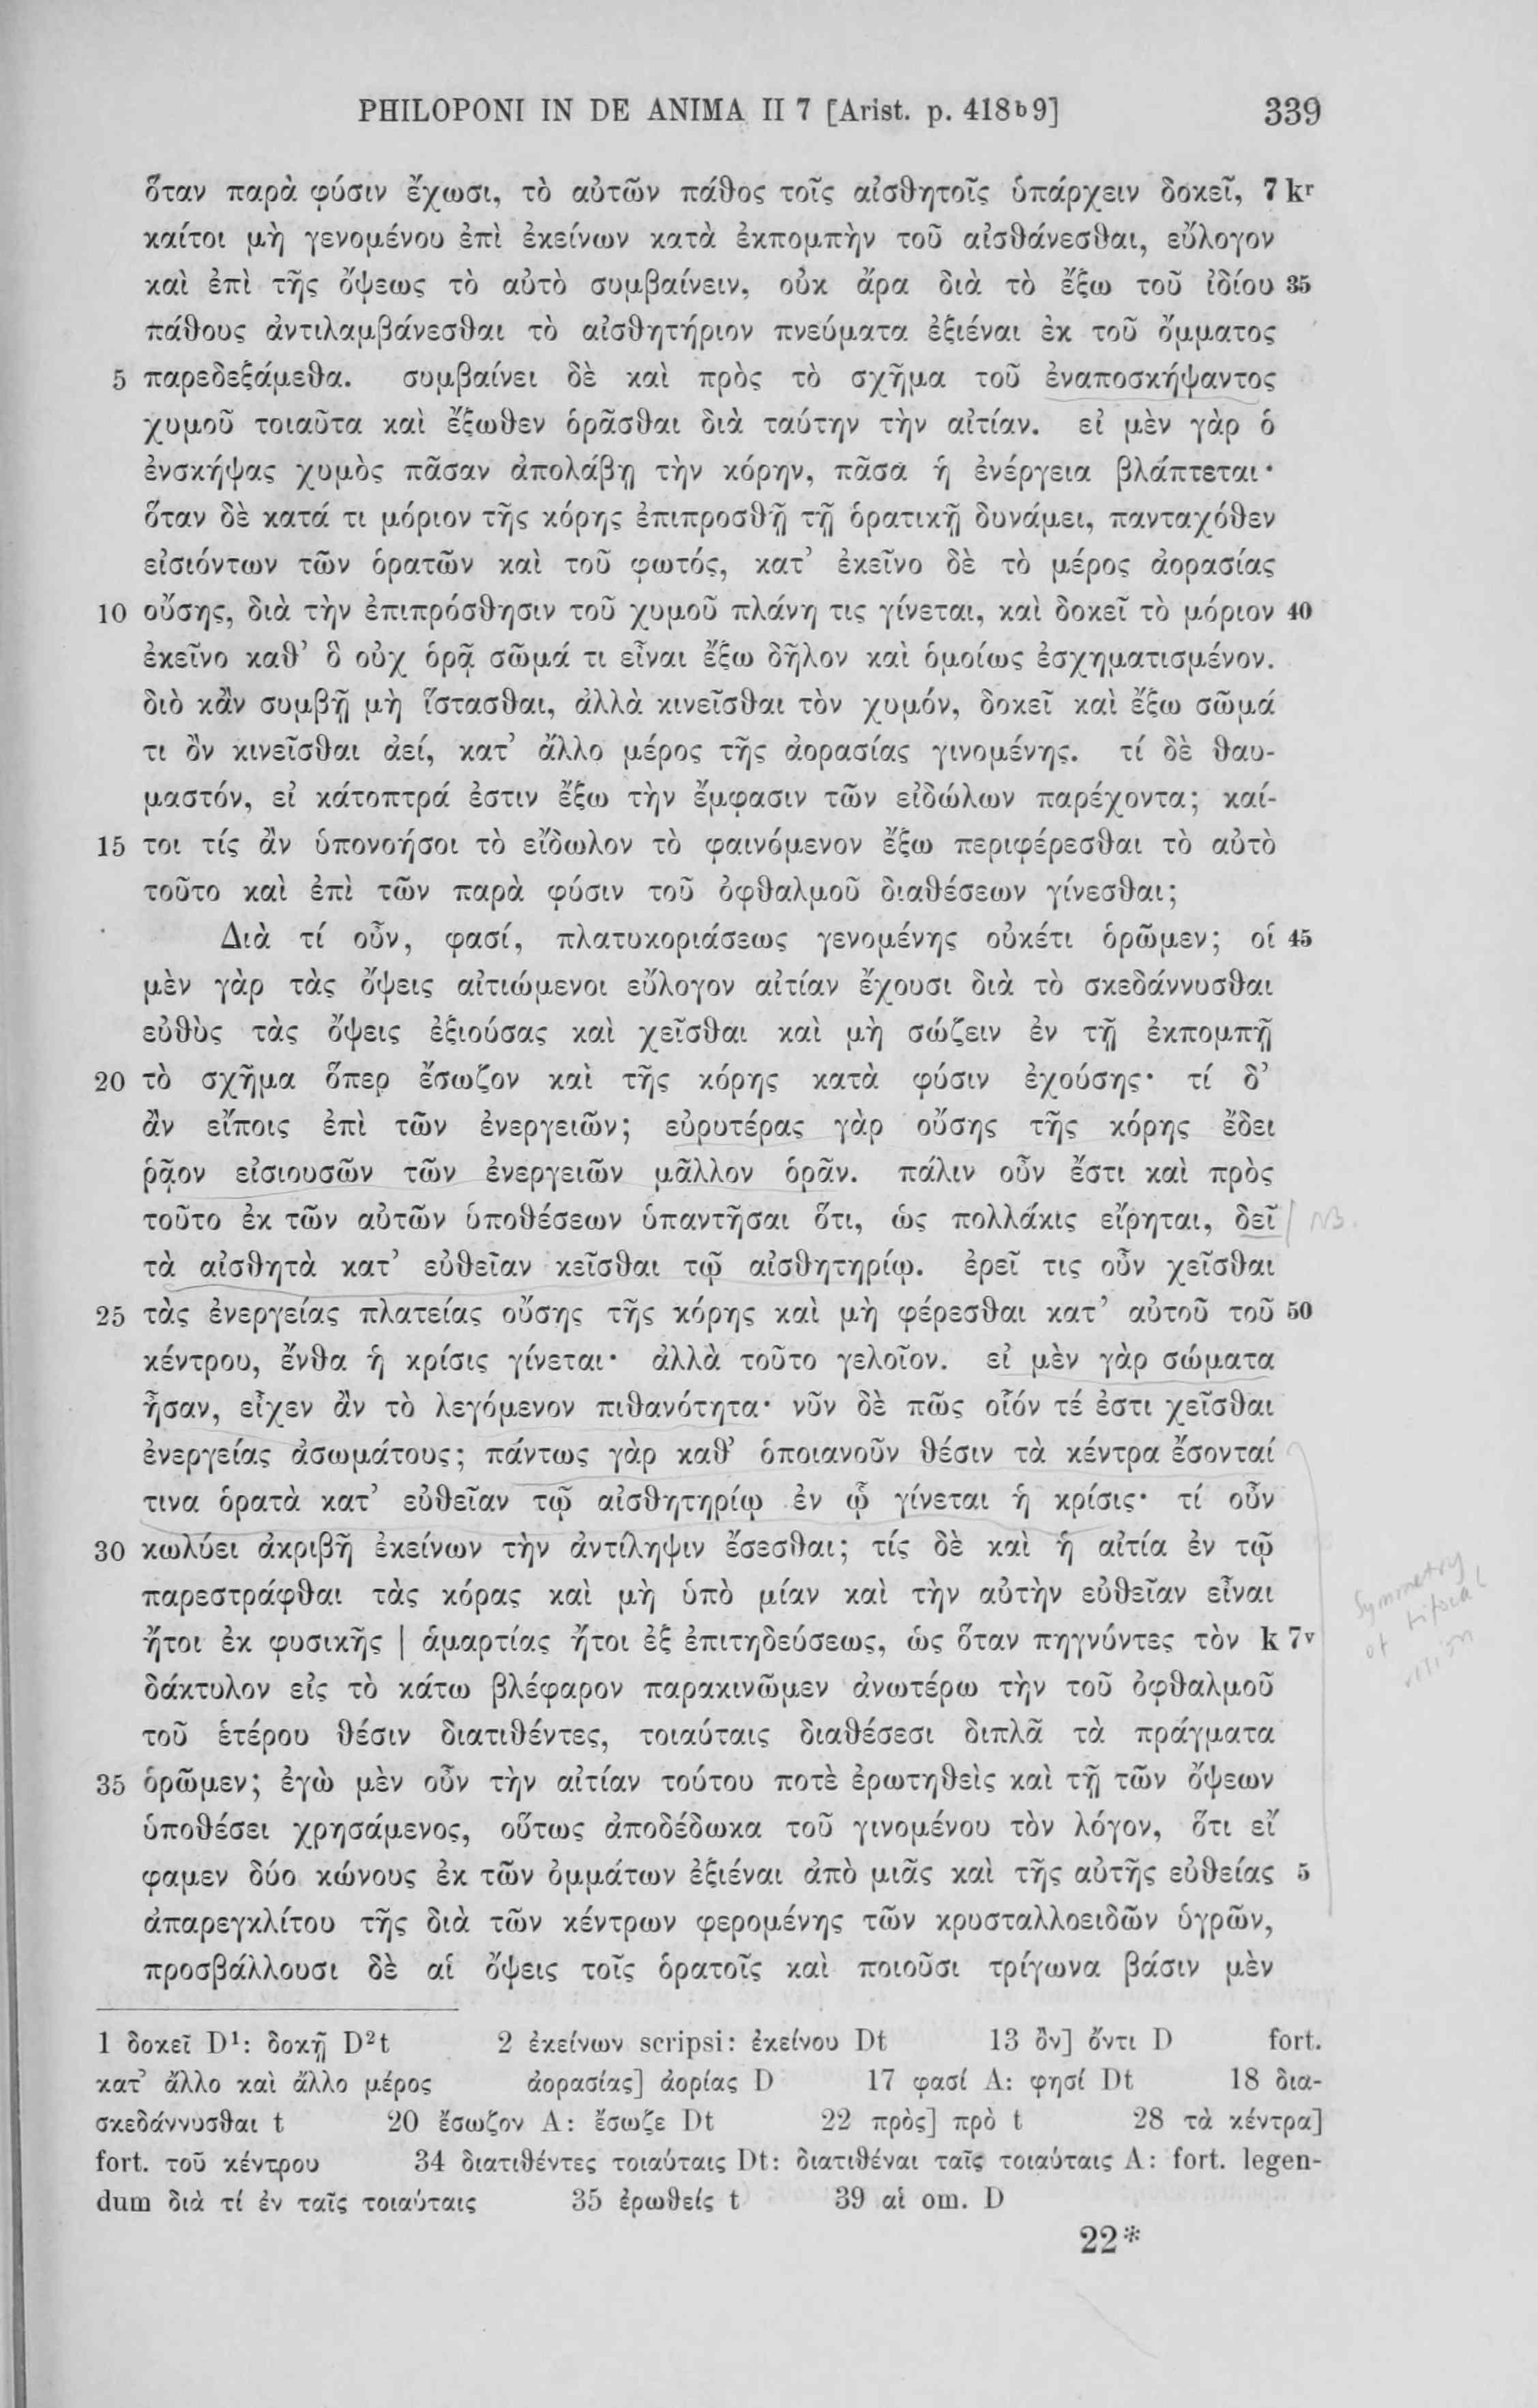 PHILOPONI IN DE ANIMA II 7 [Arist. p. 418b9] 339
ὅταν παρὰ φύσιν ἔχωσι, τὸ αὐτῶν πάθος τοῖς αἰσθητοῖς ὑπάρχειν δοκεῖ, 7 kr
καίτοι μὴ γενομένου ἐπὶ ἐκείνων κατὰ ἐκπομπὴν τοῦ αἰσθάνεσθαι, εὔλογον
καὶ ἐπὶ τῆς ὄψεως τὸ αὐτὸ συμβαίνειν, οὐκ ἄρα διὰ τὸ ἔξω τοῦ ἰδίου 35
πάθους ἀντιλαμβάνεσθαι τὸ αἰσθητήριον πνεύματα ἐξιέναι ἐκ τοῦ ὄμματος
5 παρεδεξάμεθα. συμβαίνει δὲ καὶ πρὸς τὸ σχῆμα τοῦ ἐναποσκήψαντος
χυμοῦ τοιαῦτα καὶ ἔξωθεν ὁρᾶσθαι διὰ ταύτην τὴν αἰτίαν. εἰ μὲν γὰρ ὁ
ἐνσκήψας χυμὸς πᾶσαν ἀπολάβῃ τὴν κόρην, πᾶσα ἡ ἐνέργεια βλάπτεται·
ὅταν δὲ κατά τι μόριον τῆς κόρης ἐπιπροσθῇ τῇ ὁρατικῇ δυνάμει, πανταχόθεν
εἰσιόντων τῶν ὁρατῶν καὶ τοῦ φωτός, κατ’ ἐκεῖνο δὲ τὸ μέρος ἀορασίας
10 οὔσης, διὰ τὴν ἐπιπρόσθησιν τοῦ χυμοῦ πλάνη τις γίνεται, καὶ δοκεῖ τὸ μόριον 40
ἐκεῖνο καθ’ ὃ οὐχ ὁρᾷ σῶμά τι εἶναι ἔξω δῆλον καὶ ὁμοίως ἐσχηματισμένον.
διὸ κἂν συμβῇ μὴ ἵστασθαι, ἀλλὰ κινεῖσθαι τὸν χυμόν, δοκεῖ καὶ ἔξω σῶμά
τι ὂν κινεῖσθαι ἀεί, κατ’ ἄλλο μέρος τῆς ἀορασίας γινομένης. τί δὲ θαυ-
μαστόν, εἰ κάτοπτρά ἐστιν ἔξω τὴν ἔμφασιν τῶν εἰδώλων παρέχοντα; καί-
15 τοι τίς ἂν ὑπονοήσοι τὸ εἴδωλον τὸ φαινόμενον ἔξω περιφέρεσθαι τὸ αὐτὸ
τοῦτο καὶ ἐπὶ τῶν παρὰ φύσιν τοῦ ὀφθαλμοῦ διαθέσεων γίνεσθαι;
Διὰ τί οὖν, φασί, πλατυκοριάσεως γενομένης οὐκέτι ὁρῶμεν; οἱ 45
μὲν γὰρ τὰς ὄψεις αἰτιώμενοι εὔλογον αἰτίαν ἔχουσι διὰ τὸ σκεδάννυσθαι
εὐθὺς τὰς ὄψεις ἐξιούσας καὶ χεῖσθαι καὶ μὴ σώζειν ἐν τῇ ἐκπομπῇ
20 τὸ σχῆμα ὅπερ ἔσωζον καὶ τῆς κόρης κατὰ φύσιν ἐχούσης· τί δ’
ἂν εἴποις ἐπὶ τῶν ἐνεργειῶν; εὐρυτέρας γὰρ οὔσης τῆς κόρης ἔδει
ῥᾷον εἰσιουσῶν τῶν ἐνεργειῶν μᾶλλον ὁρᾶν. πάλιν οὖν ἔστι καὶ πρὸς
τοῦτο ἐκ τῶν αὐτῶν ὑποθέσεων ὑπαντῆσαι ὅτι, ὡς πολλάκις εἴρηται, δεῖ NB.
τὰ αἰσθητὰ κατ’ εὐθεῖαν κεῖσθαι τῷ αἰσθητηρίῳ. ἐρεῖ τις οὖν χεῖσθαι
25 τὰς ἐνεργείας πλατείας οὔσης τῆς κόρης καὶ μὴ φέρεσθαι κατ’ αὐτοῦ τοῦ 50
κέντρου, ἔνθα ἡ κρίσις γίνεται· ἀλλὰ τοῦτο γελοῖον. εἰ μὲν γὰρ σώματα
ἦσαν, εἶχεν ἂν τὸ λεγόμενον πιθανότητα· νῦν δὲ πῶς οἷόν τέ ἐστι χεῖσθαι
ἐνεργείας ἀσωμάτους; πάντως γὰρ καθ’ ὁποιανοῦν θέσιν τὰ κέντρα ἔσονταί
τινα ὁρατὰ κατ’ εὐθεῖαν τῷ αἰσθητηρίῳ ἐν ᾧ γίνεται ἡ κρίσις· τί οὖν
30 κωλύει ἀκριβῆ ἐκείνων τὴν ἀντίληψιν ἔσεσθαι; τίς δὲ καὶ ἡ αἰτία ἐν τῷ
παρεστράφθαι τὰς κόρας καὶ μὴ ὑπὸ μίαν καὶ τὴν αὐτὴν εὐθεῖαν εἶναι
ἤτοι ἐκ φυσικῆς | ἁμαρτίας ἤτοι ἐξ ἐπιτηδεύσεως, ὡς ὅταν πηγνύντες τὸν k 7v
δάκτυλον εἰς τὸ κάτω βλέφαρον παρακινῶμεν ἀνωτέρω τὴν τοῦ ὀφθαλμοῦ
τοῦ ἑτέρου θέσιν διατιθέντες, τοιαύταις διαθέσεσι διπλᾶ τὰ πράγματα
35 ὁρῶμεν; ἐγὼ μὲν οὖν τὴν αἰτίαν τούτου ποτὲ ἐρωτηθεὶς καὶ τῇ τῶν ὄψεων
ὑποθέσει χρησάμενος, οὕτως ἀποδέδωκα τοῦ γινομένου τὸν λόγον, ὅτι εἴ
φαμεν δύο κώνους ἐκ τῶν ὀμμάτων ἐξιέναι ἀπὸ μιᾶς καὶ τῆς αὐτῆς εὐθείας 5
ἀπαρεγκλίτου τῆς διὰ τῶν κέντρων φερομένης τῶν κρυσταλλοειδῶν ὑγρῶν,
προσβάλλουσι δὲ αἱ ὄψεις τοῖς ὁρατοῖς καὶ ποιοῦσι τρίγωνα βάσιν μὲν
Symmetry
of
vision
1 δοκεῖ D¹: δοκῇ D²t 2 ἐκείνων scripsi: ἐκείνου Dt 13 ὂν] ὄντι D fort.
κατ’ ἄλλο καὶ ἄλλο μέρος ἀορασίας] ἀορίας D 17 φασί A: φησί Dt 18 δια-
σκεδάννυσθαι t 20 ἔσωζον A: ἔσωζε Dt 22 πρὸς] πρὸ t 28 τὰ κέντρα]
fort. τοῦ κέντρου 34 διατιθέντες τοιαύταις Dt: διατιθέναι ταῖς τοιαύταις A: fort. legen-
dum διὰ τί ἐν ταῖς τοιαύταις 35 ἐρωθείς t 39 αἱ om. D
22*